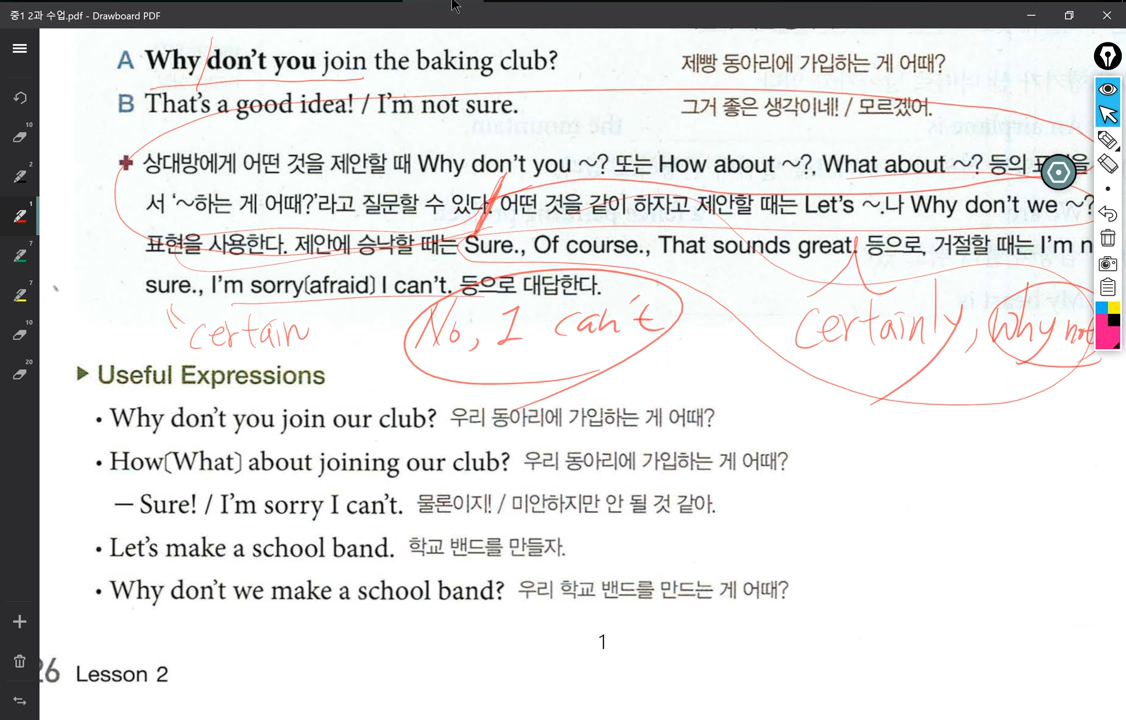 중1 2과 수업.pdf - Drawboard PDF
A Why don't you join the baking club? 제빵 동아리에 가입하는 게 어때?
B That's a good idea! / I'm not sure. 그거 좋은 생각이네! / 모르겠어.
상대방에게 어떤 것을 제안할 때 Why don't you ~? 또는 How about ~?, What about ~? 등의
서 '~하는 게 어때?'라고 질문할 수 있다. 어떤 것을 같이 하자고 제안할 때는 Let's ~.나 Why don't we ~?
표현을 사용한다. 제안에 승낙할 때는 Sure., Of course., That sounds great! 등으로, 거절할 때는 I'm n
sure., I'm sorry(afraid) I can't. 등으로 대답한다.
certain No, I can't certainly, Why not
▶ Useful Expressions
• Why don't you join our club? 우리 동아리에 가입하는 게 어때?
• How(What) about joining our club? 우리 동아리에 가입하는 게 어때?
— Sure! / I'm sorry I can't. 물론이지! / 미안하지만 안 될 것 같아.
• Let's make a school band. 학교 밴드를 만들자.
• Why don't we make a school band? 우리 학교 밴드를 만드는 게 어때?
1
26 Lesson 2
10
2
1
7
7
10
20